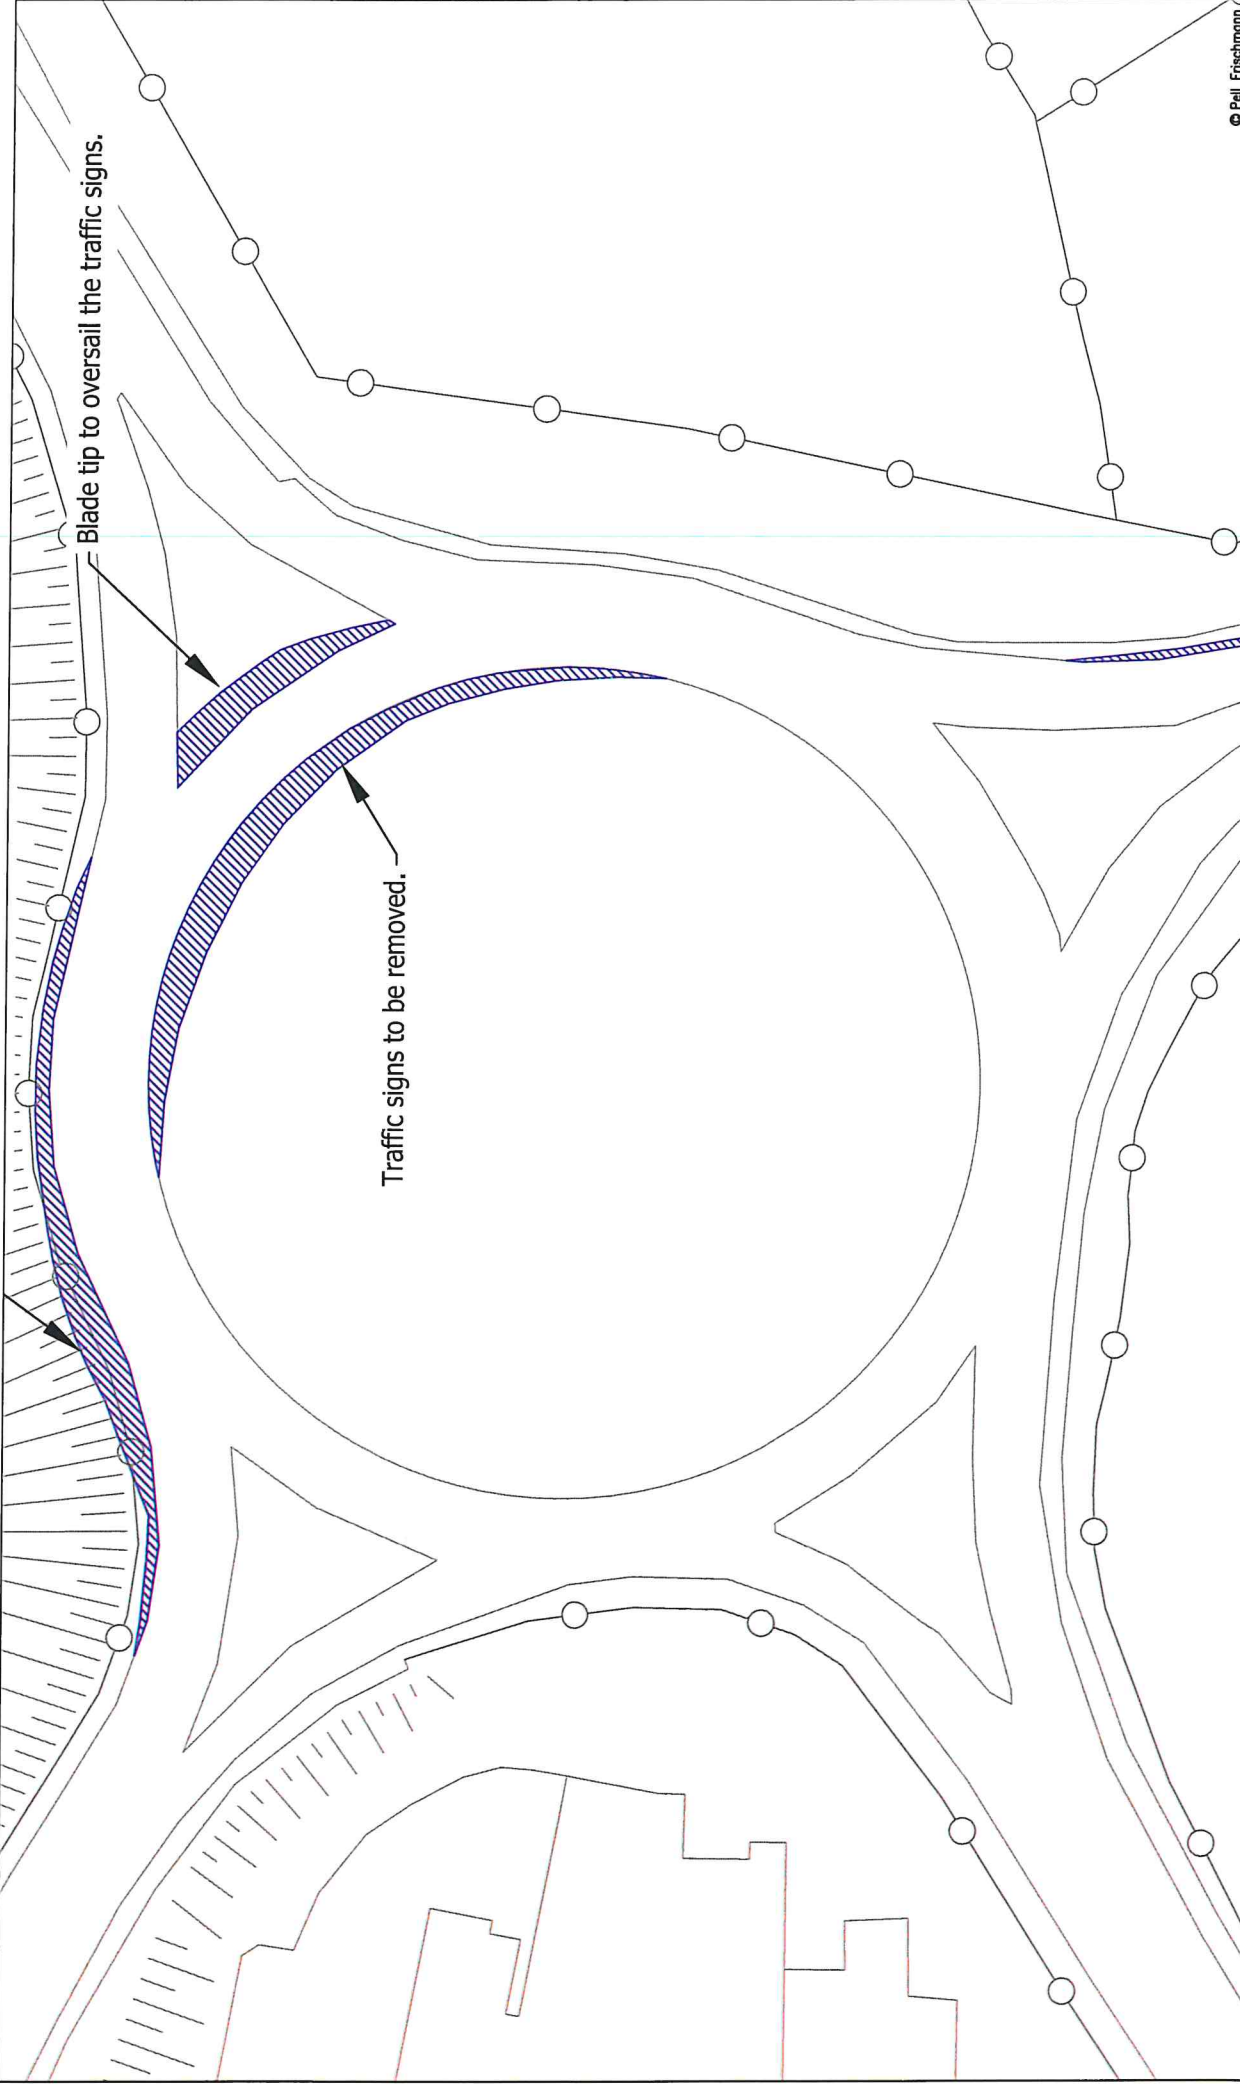 Blade tip to oversail the traffic signs.
Traffic signs to be removed.
© Pell Frischmann